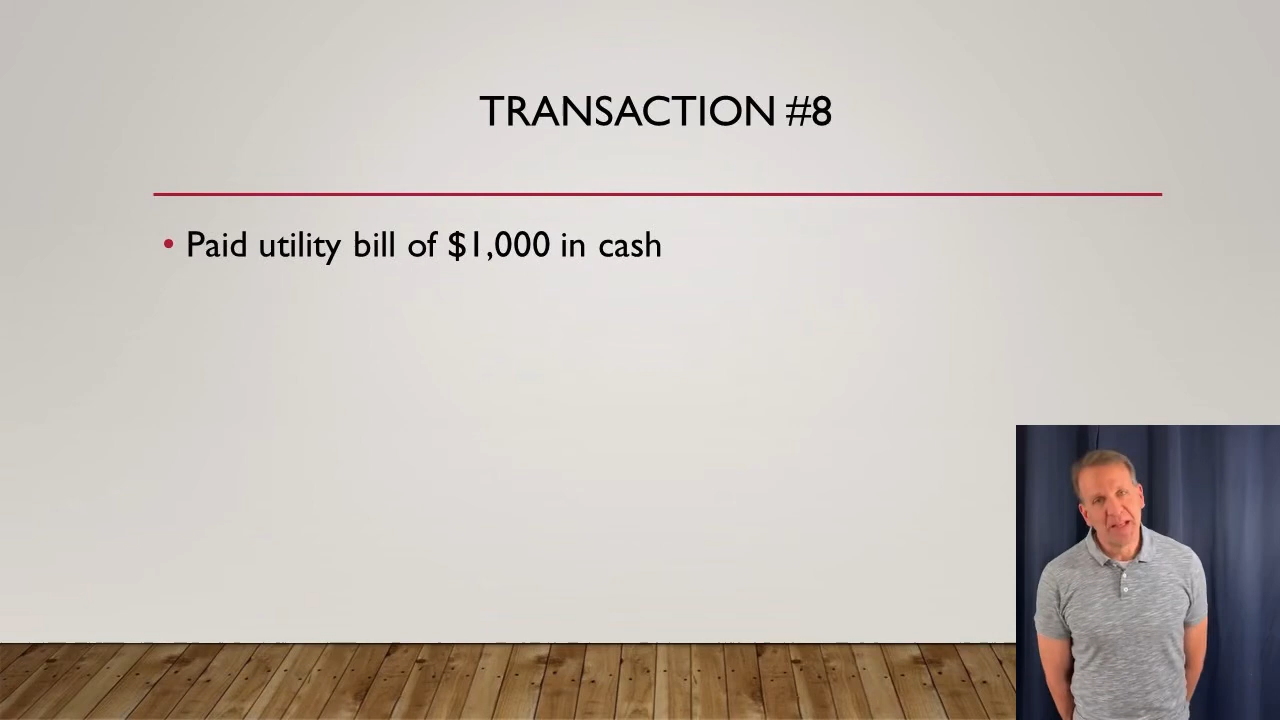 TRANSACTION #8
• Paid utility bill of $1,000 in cash